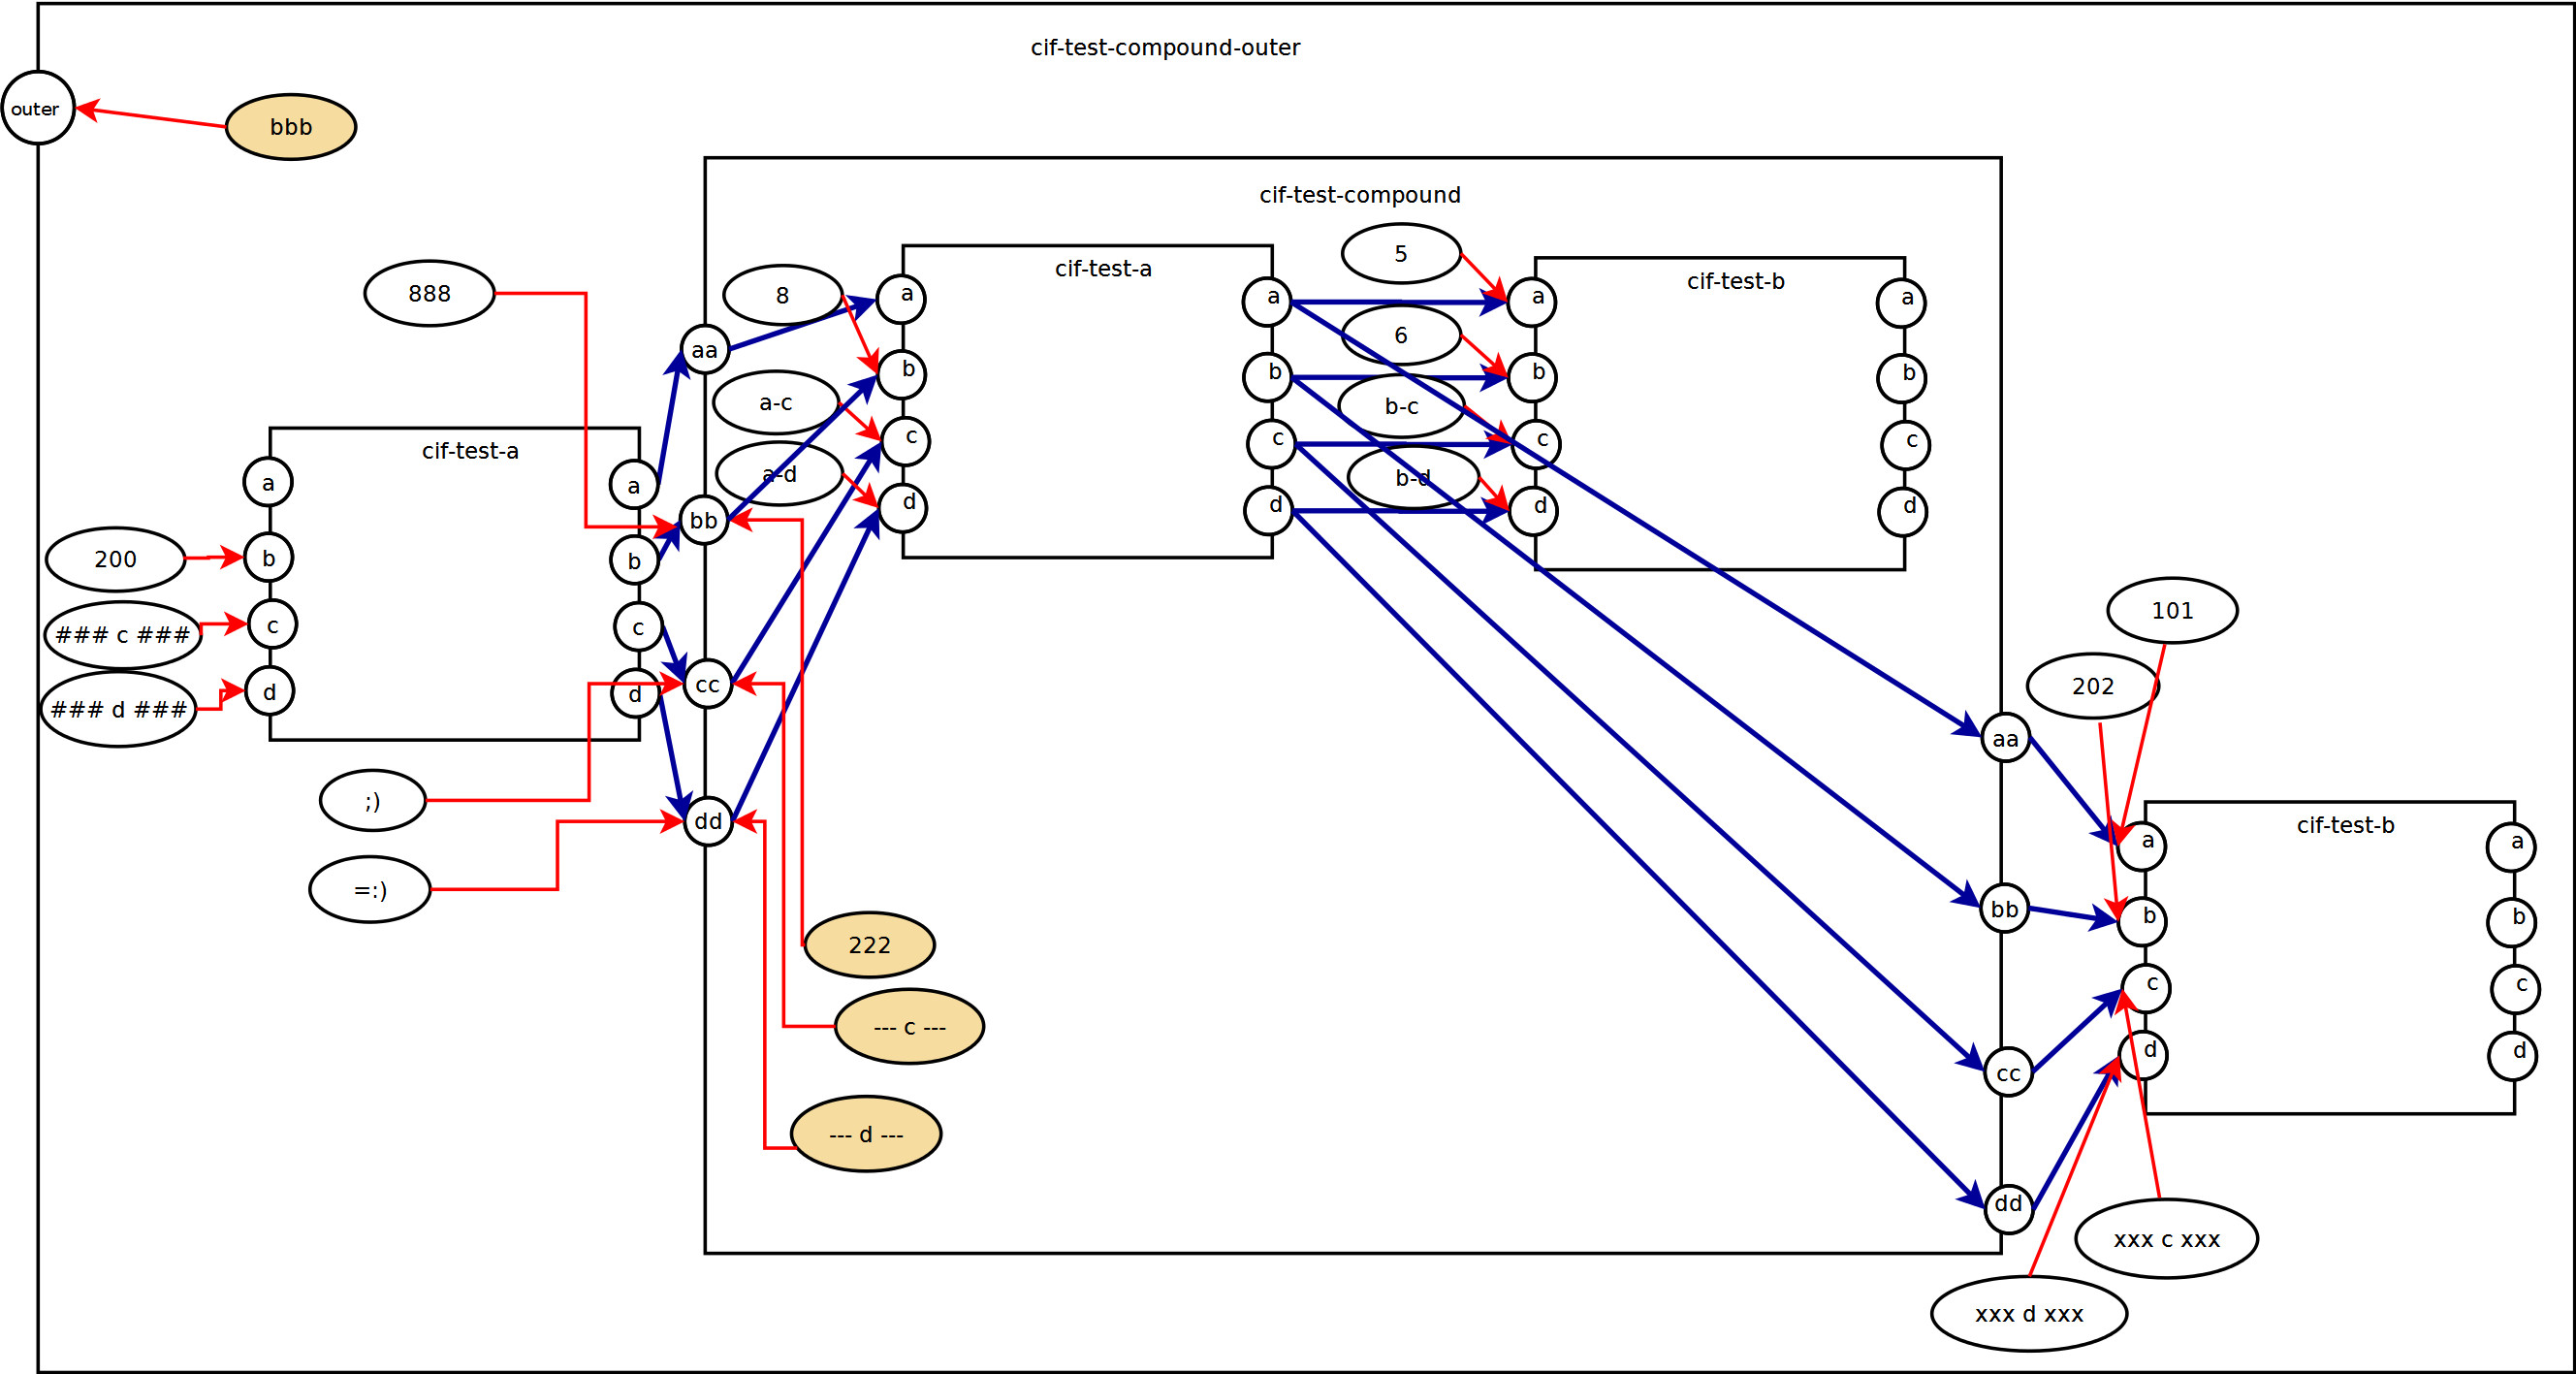 cif-test-compound-outer
outer
bbb
cif-test-compound
888
8
aa
a-c
a-d
bb
cif-test-a
a
b
c
d
a
b
c
d
5
6
b-c
b-d
cif-test-b
a
b
c
d
a
b
c
d
cif-test-a
a
b
c
d
a
b
c
d
200
### c ###
### d ###
cc
dd
;)
=:)
222
--- c ---
--- d ---
101
202
aa
bb
cc
dd
cif-test-b
a
b
c
d
a
b
c
d
xxx c xxx
xxx d xxx